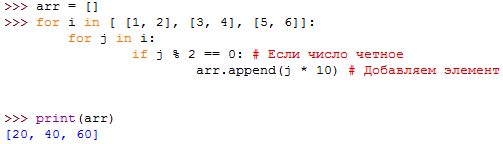 >>> arr = []
>>> for i in [ [1, 2], [3, 4], [5, 6]]:
        for j in i:
                if j % 2 == 0: # Если число четное
                        arr.append(j * 10) # Добавляем элемент
>>> print(arr)
[20, 40, 60]